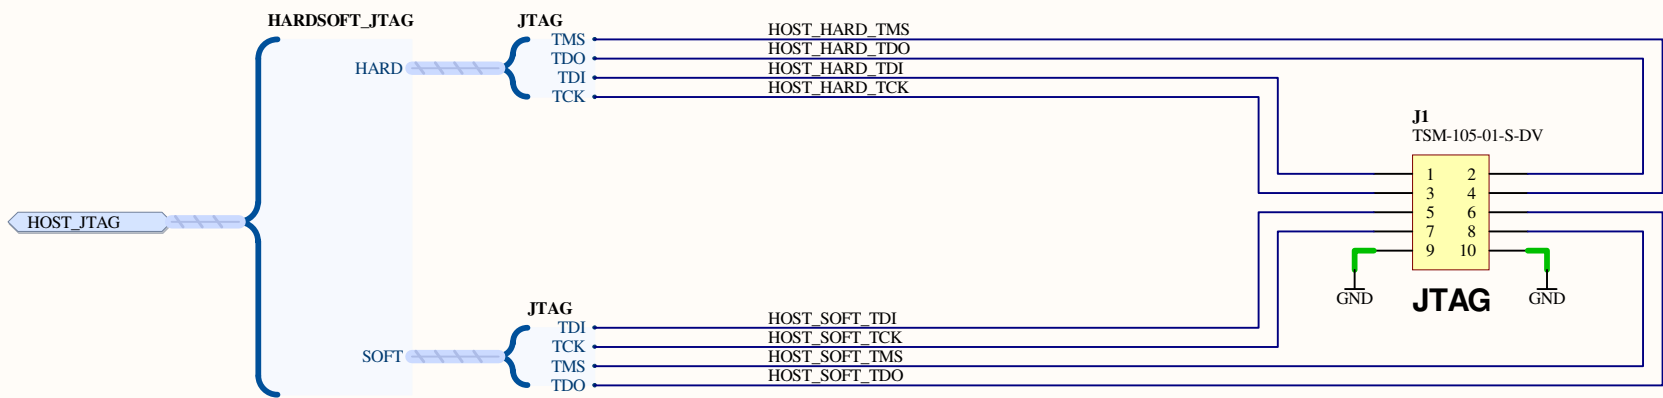 HARDSOFT_JTAG
JTAG
TMS
HOST_HARD_TMS
TDO
HOST_HARD_TDO
HARD
TDI
HOST_HARD_TDI
TCK
HOST_HARD_TCK
J1
TSM-105-01-S-DV
1 2
3 4
5 6
7 8
9 10
HOST_JTAG
GND
JTAG
GND
JTAG
TDI
HOST_SOFT_TDI
TCK
HOST_SOFT_TCK
SOFT
TMS
HOST_SOFT_TMS
TDO
HOST_SOFT_TDO